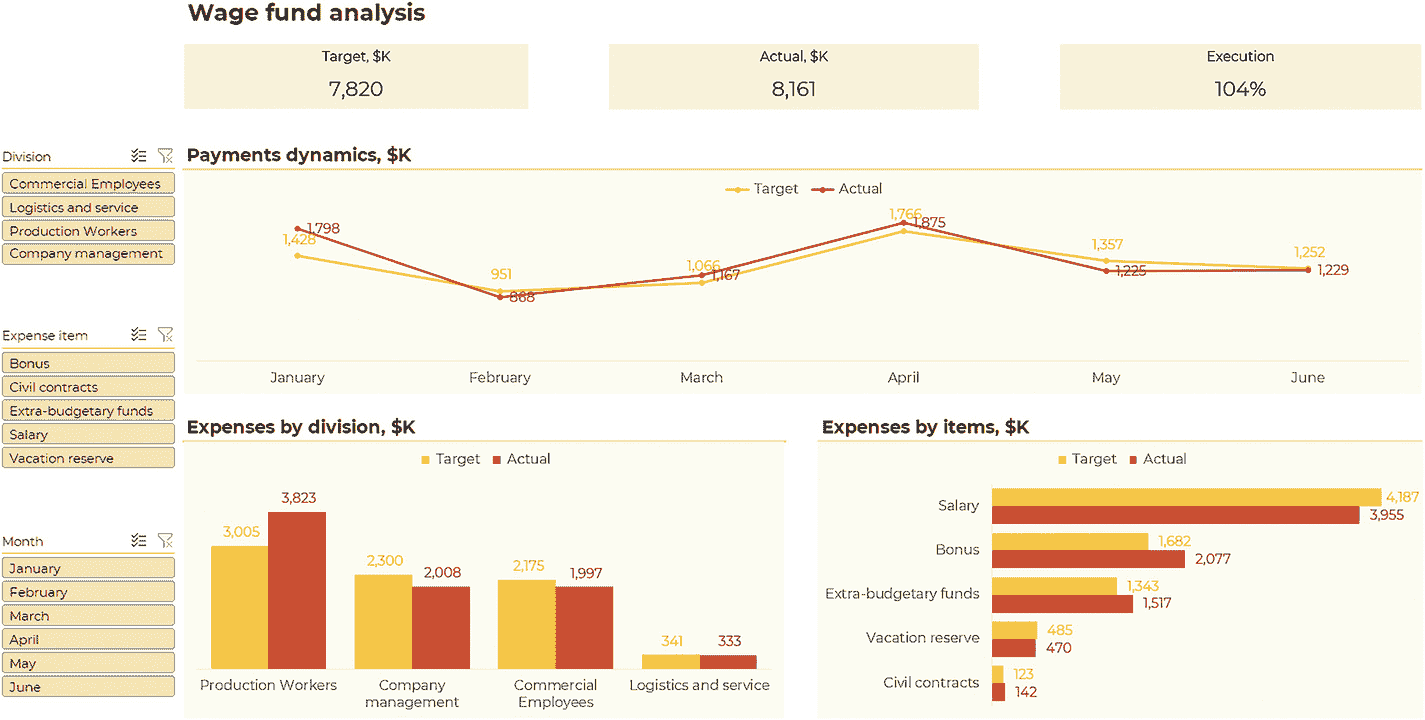 Wage fund analysis
Target, $K
7,820
Actual, $K
8,161
Execution
104%
Division
Commercial Employees
Logistics and service
Production Workers
Company management
Expense item
Bonus
Civil contracts
Extra-budgetary funds
Salary
Vacation reserve
Month
January
February
March
April
May
June
Payments dynamics, $K
Target Actual
1,428 1,798
951 868
1,066 1,167
1,766 1,875
1,357 1,225
1,252 1,229
January February March April May June
Expenses by division, $K
Target Actual
3,005 3,823
2,300 2,008
2,175 1,997
341 333
Production Workers
Company
management
Commercial
Employees
Logistics and service
Expenses by items, $K
Target Actual
Salary 4,187
3,955
Bonus 1,682
2,077
Extra-budgetary funds 1,343
1,517
Vacation reserve 485
470
Civil contracts 123
142